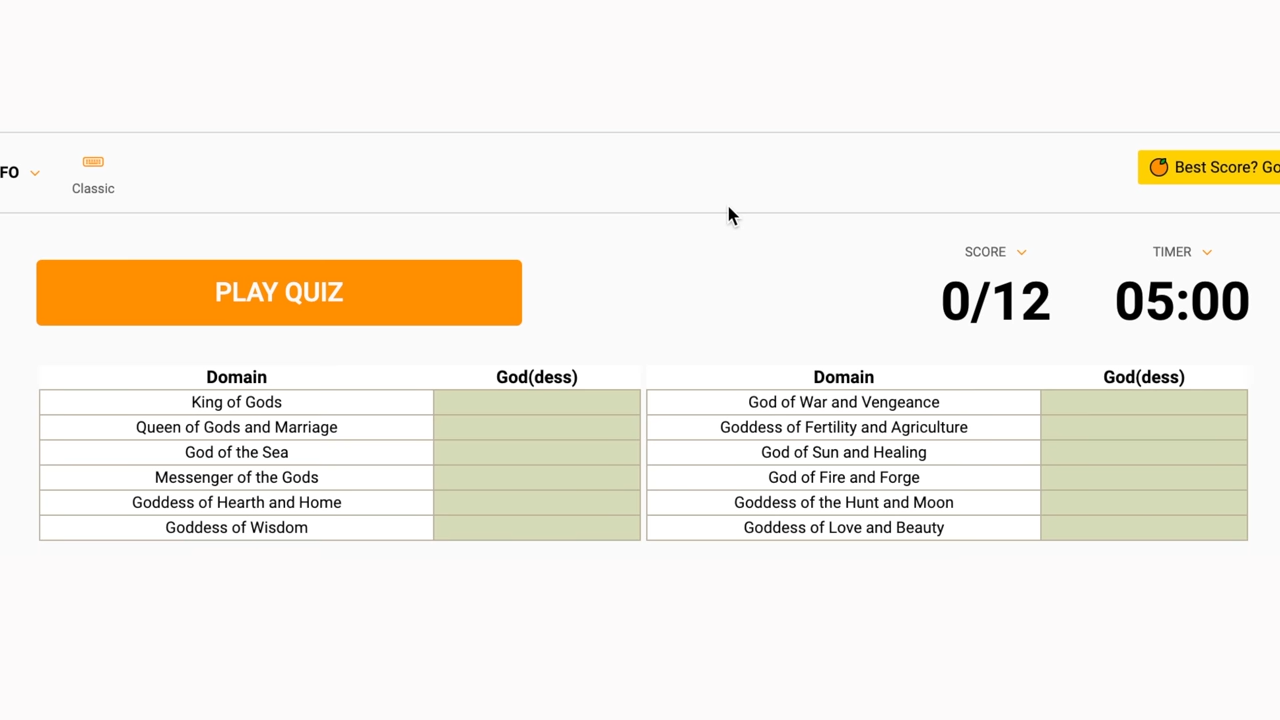 FO
Classic
Best Score? Go
PLAY QUIZ
SCORE
TIMER
0/12
05:00
Domain God(dess) Domain God(dess)
King of Gods God of War and Vengeance
Queen of Gods and Marriage Goddess of Fertility and Agriculture
God of the Sea God of Sun and Healing
Messenger of the Gods God of Fire and Forge
Goddess of Hearth and Home Goddess of the Hunt and Moon
Goddess of Wisdom Goddess of Love and Beauty